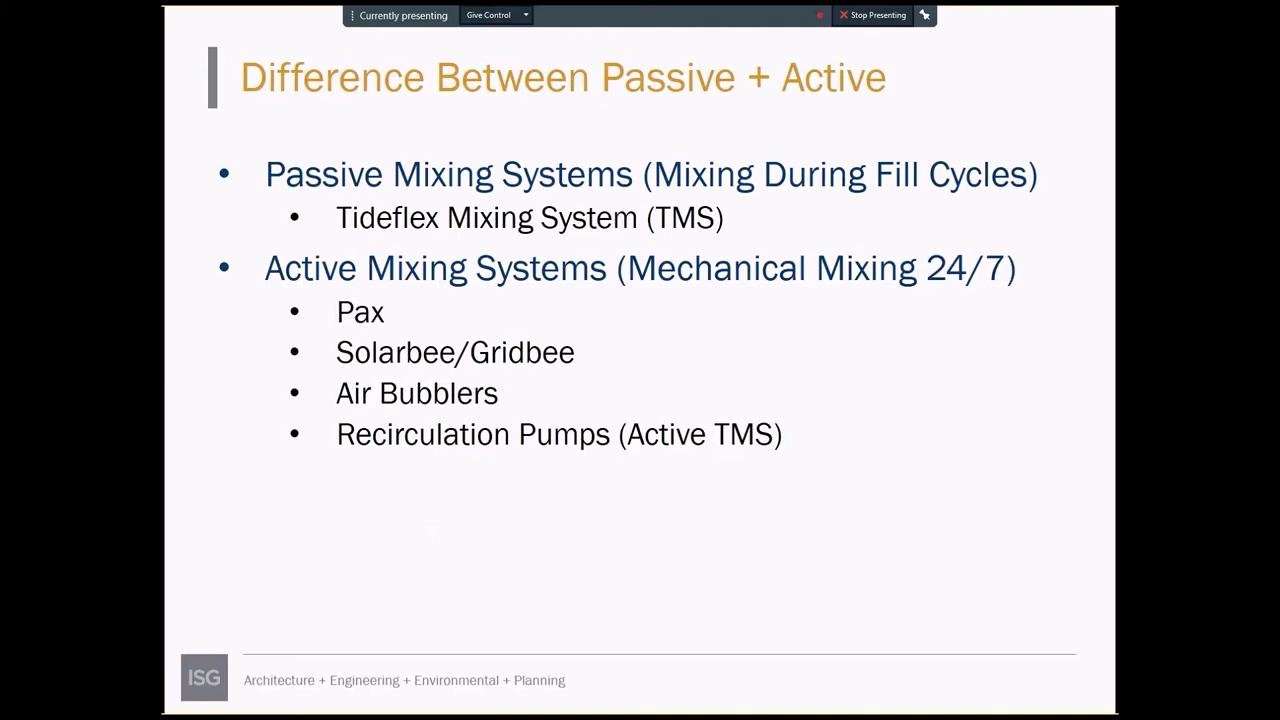 Currently presenting
Give Control
Stop Presenting
Difference Between Passive + Active
• Passive Mixing Systems (Mixing During Fill Cycles)
• Tideflex Mixing System (TMS)
• Active Mixing Systems (Mechanical Mixing 24/7)
• Pax
• Solarbee/Gridbee
• Air Bubblers
• Recirculation Pumps (Active TMS)
ISG
Architecture + Engineering + Environmental + Planning